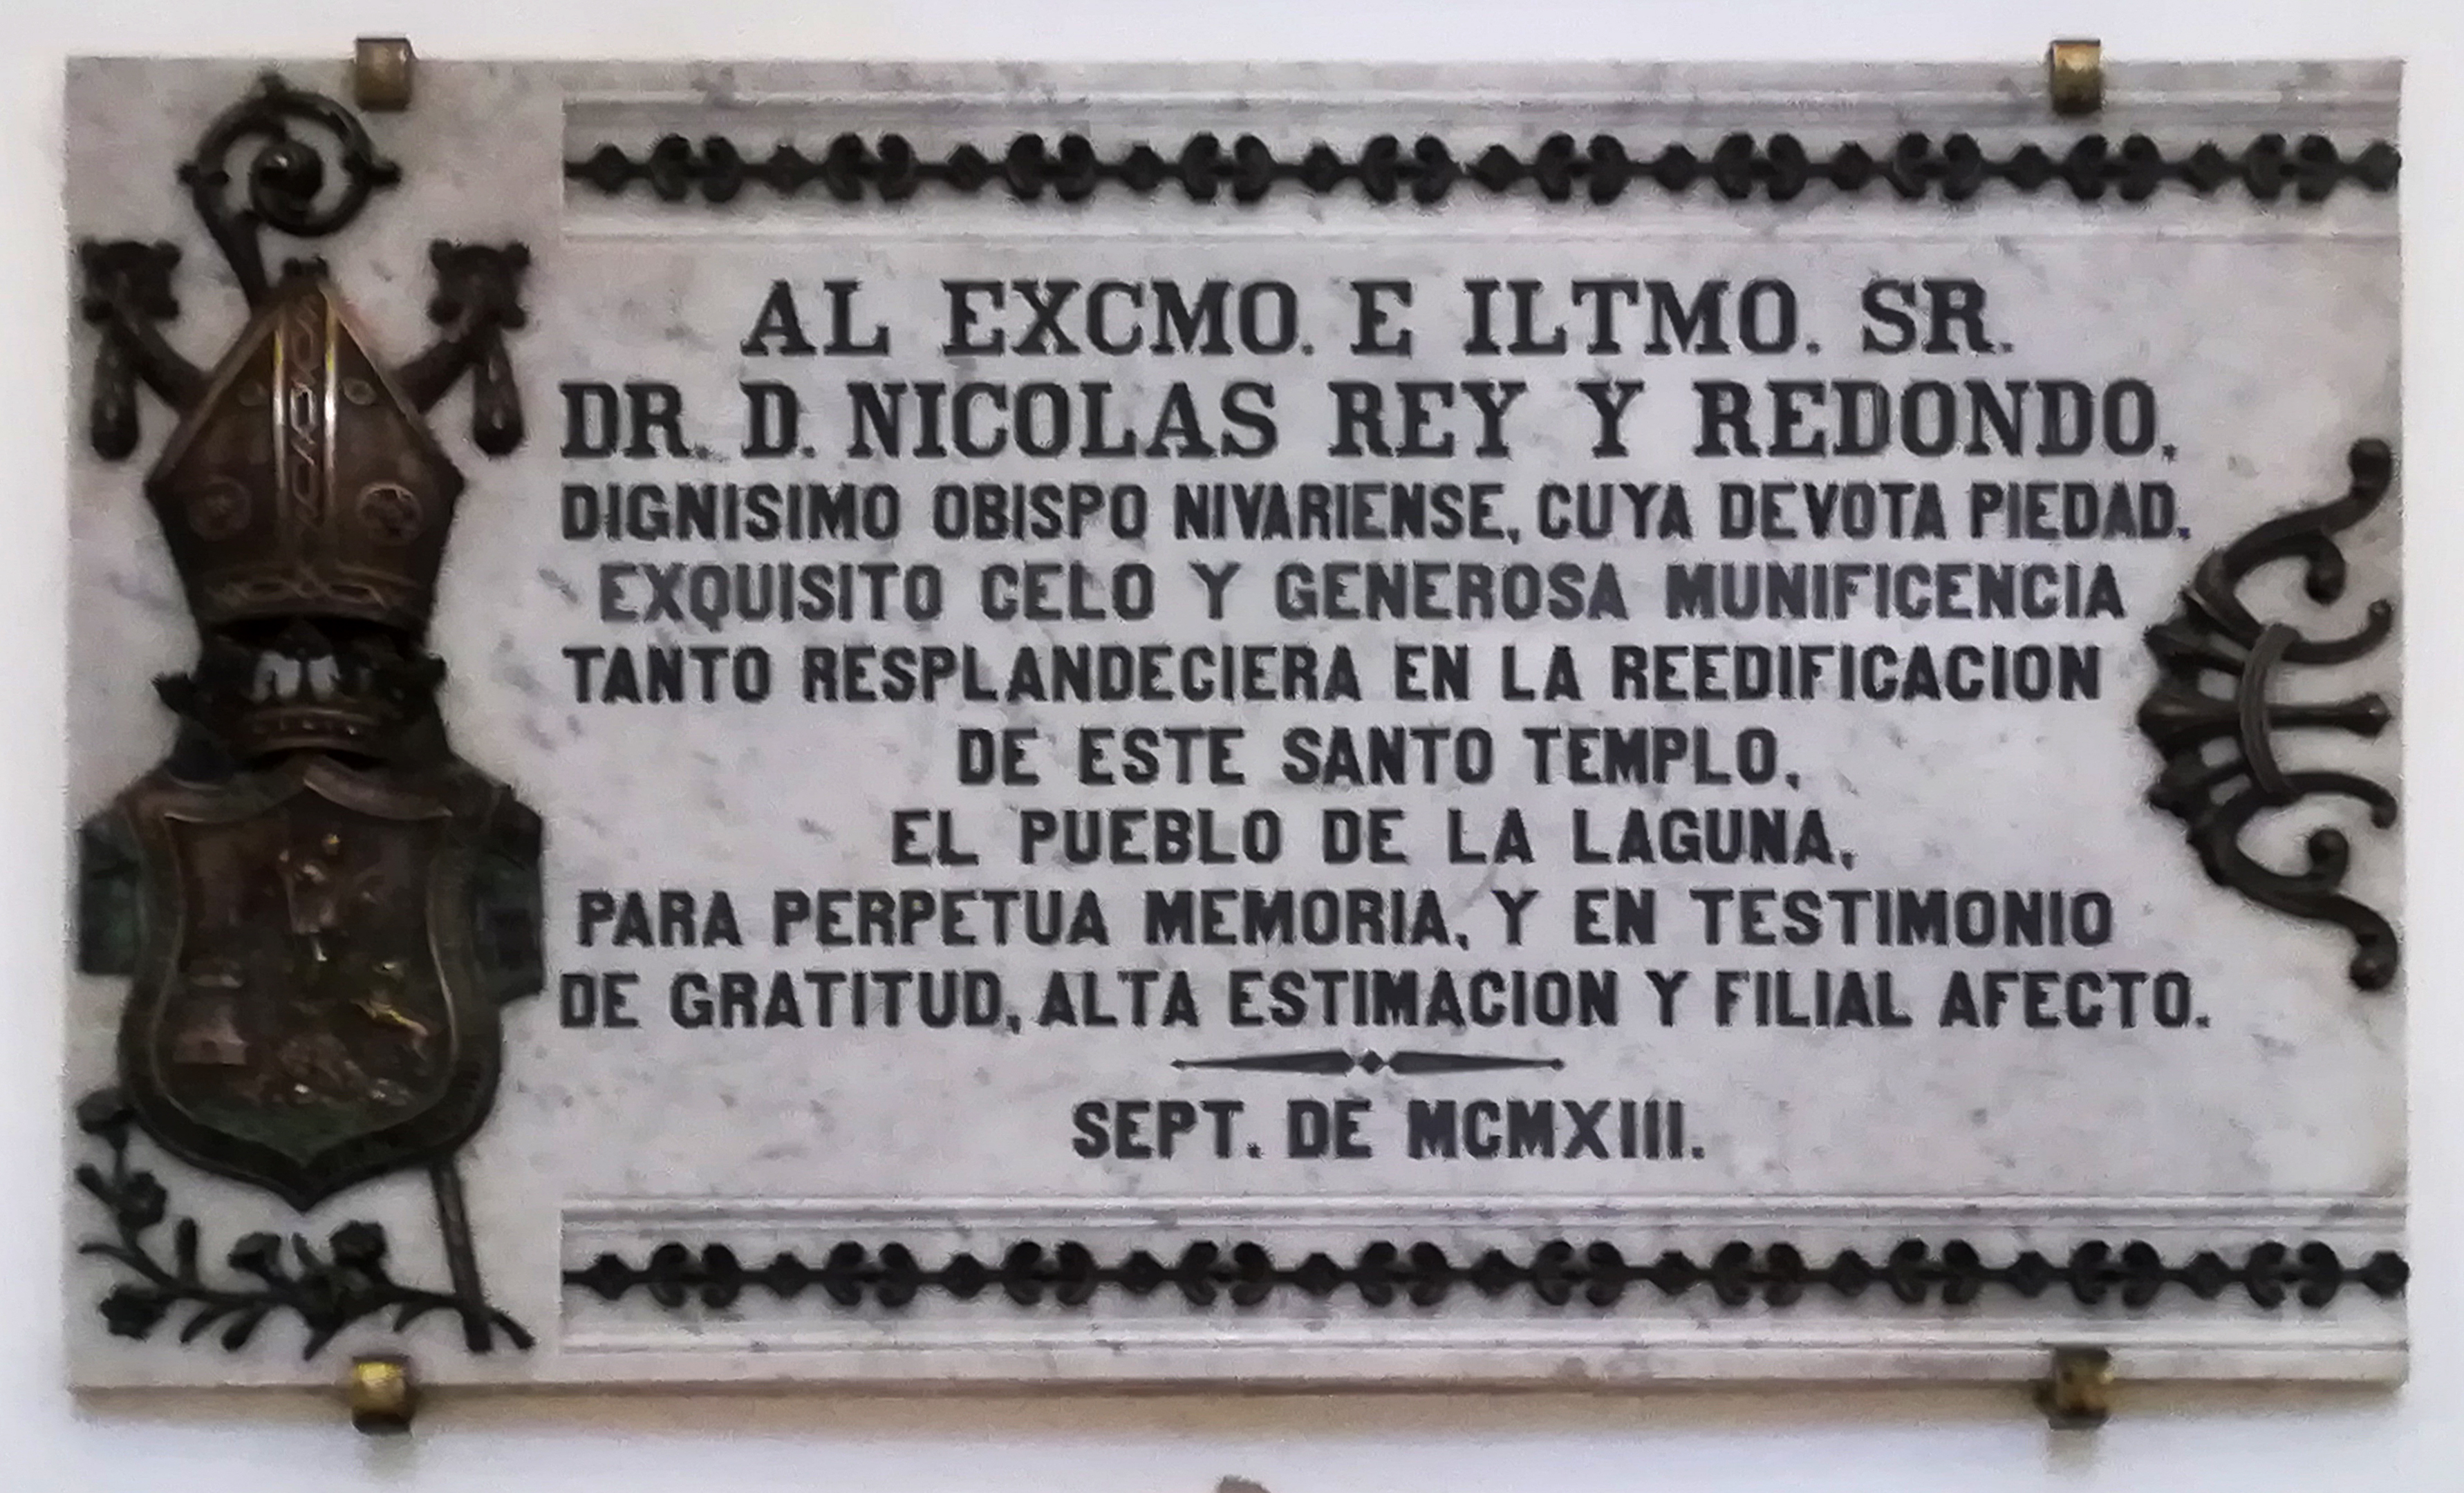 AL EXCMO. E ILTMO. SR.
DR. D. NICOLAS REY Y REDONDO,
DIGNISIMO OBISPO NIVARIENSE, CUYA DEVOTA PIEDAD,
EXQUISITO CELO Y GENEROSA MUNIFICENCIA
TANTO RESPLANDECIERA EN LA REEDIFICACION
DE ESTE SANTO TEMPLO,
EL PUEBLO DE LA LAGUNA,
PARA PERPETUA MEMORIA, Y EN TESTIMONIO
DE GRATITUD, ALTA ESTIMACION Y FILIAL AFECTO.
SEPT. DE MCMXIII.